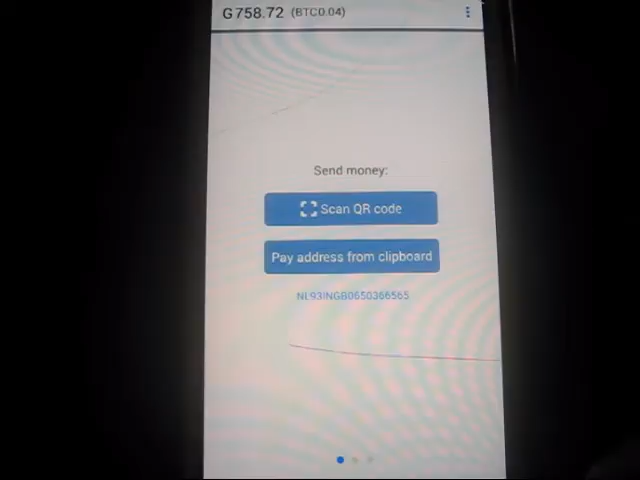 G758.72 (BTC0.04)
Send money:
Scan QR code
Pay address from clipboard
NL93INGB0650366565